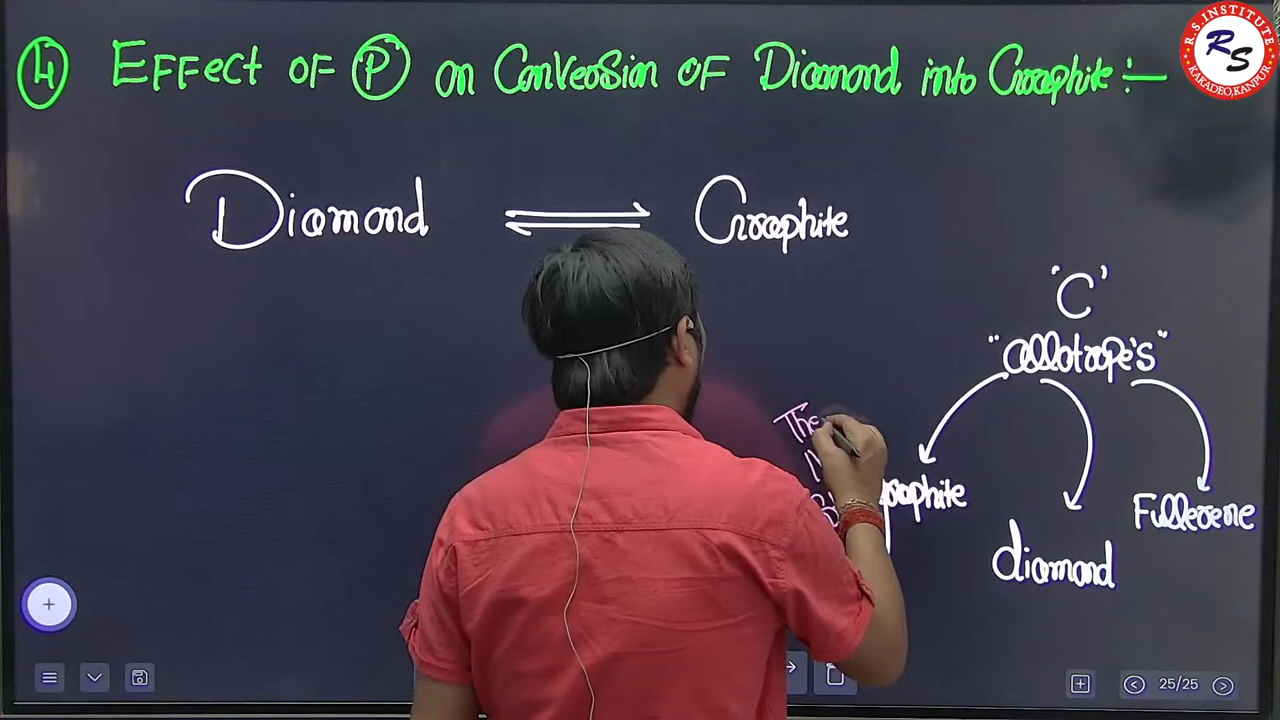 4 Effect OF P on Conversion OF Diamond into Graphite :-
R.S.INSTITUTE
RS
KAKADEO,KANPUR
Diamond ⇌ Graphite
'C'
"allotrope's"
graphite
diamond
Fullerene
25/25